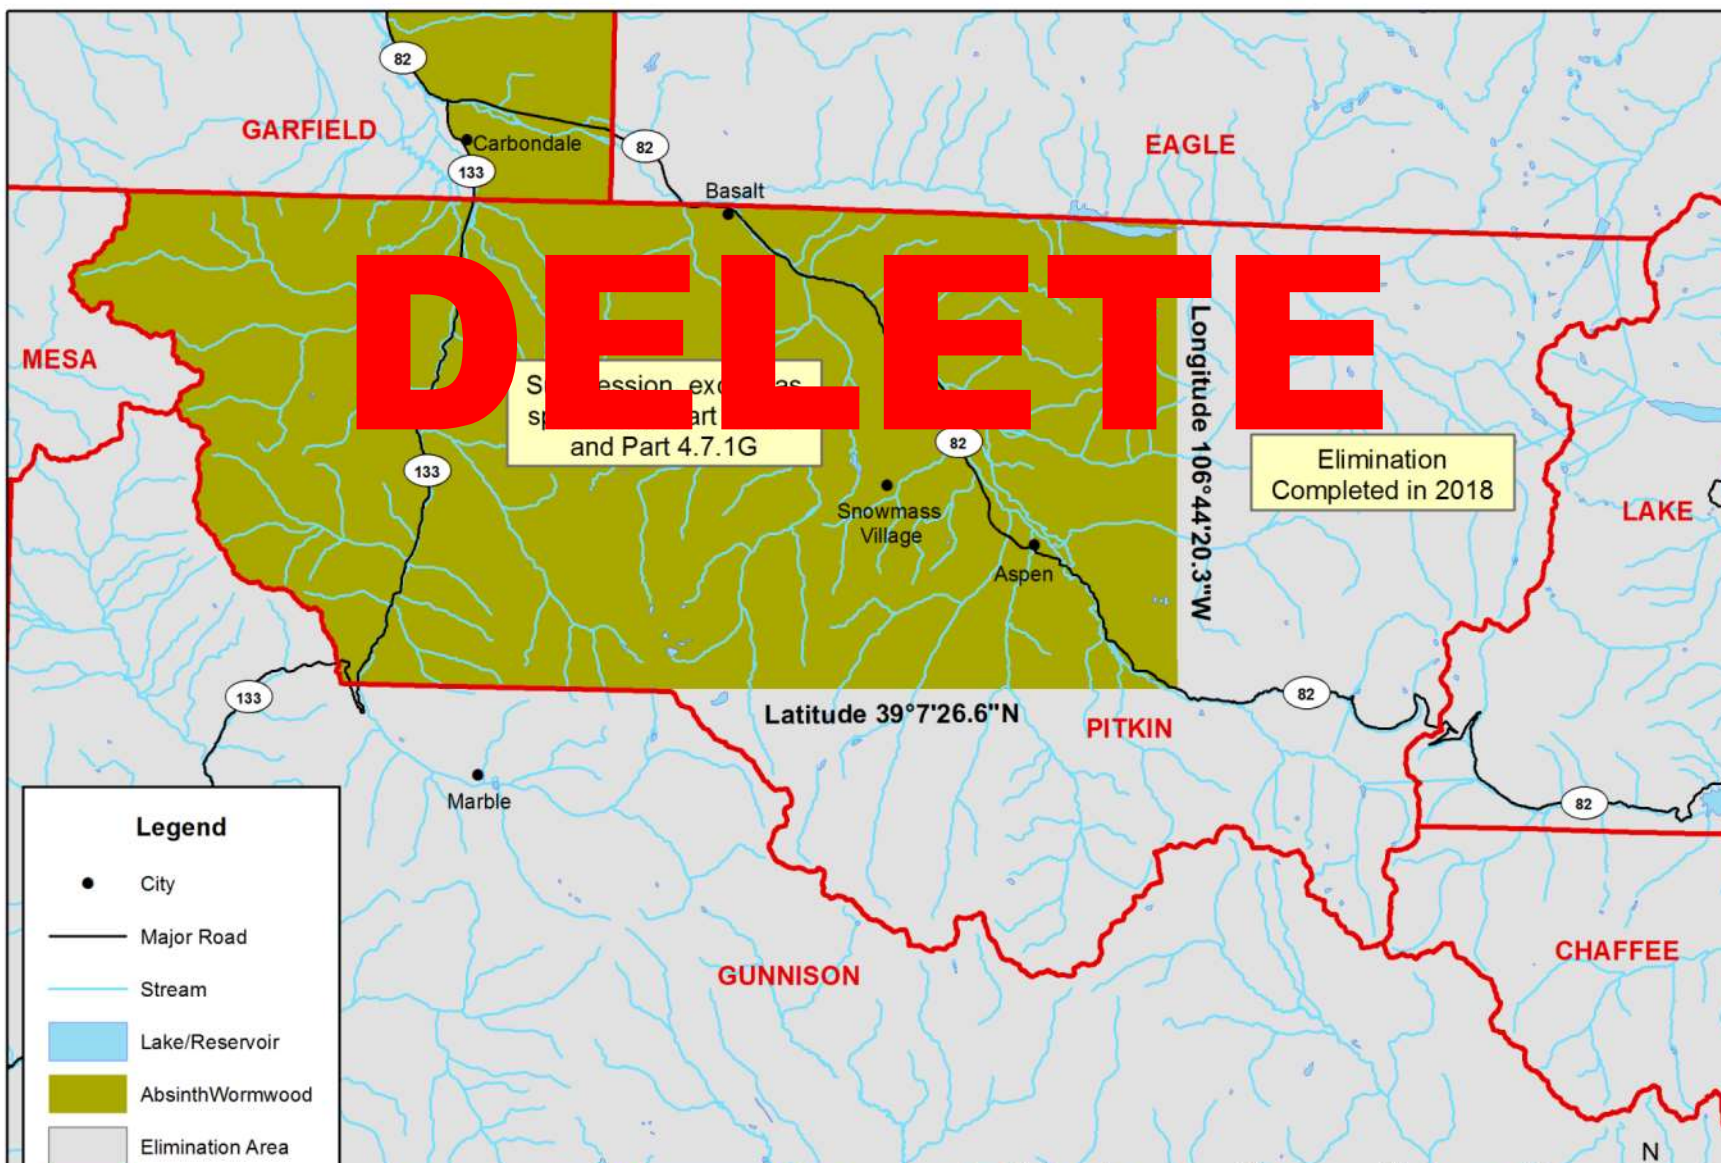 82
GARFIELD
Carbondale
82
EAGLE
133
Basalt
DELETE
MESA
and Part 4.7.1G
Longitude 106°44'20.3"W
82
133
Elimination
Completed in 2018
Snowmass
Village
LAKE
Aspen
133
82
Latitude 39°7'26.6"N
PITKIN
Marble
82
Legend
City
Major Road
Stream
Lake/Reservoir
AbsinthWormwood
Elimination Area
GUNNISON
CHAFFEE
N